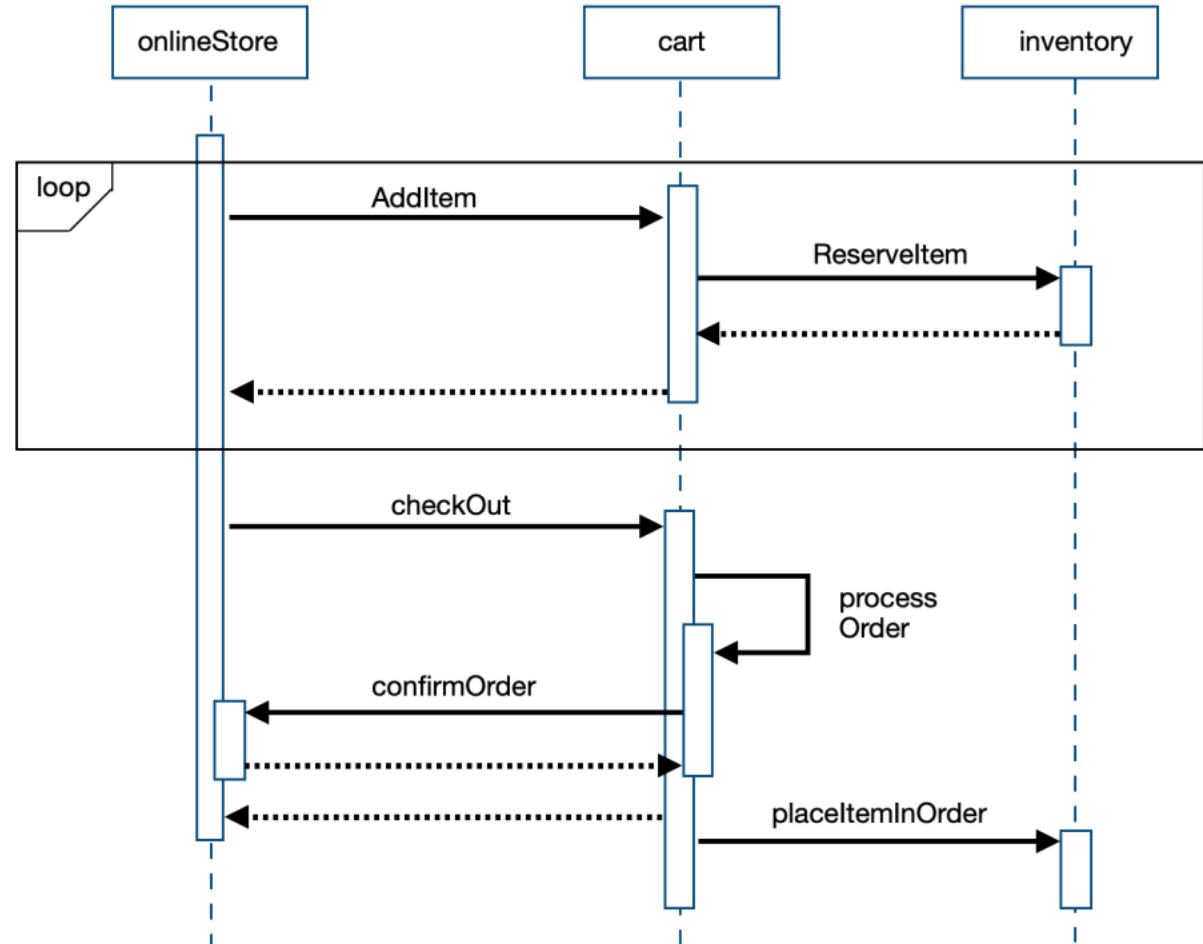 onlineStore
cart
inventory
loop
AddItem
ReserveItem
checkOut
process
Order
confirmOrder
placeItemInOrder